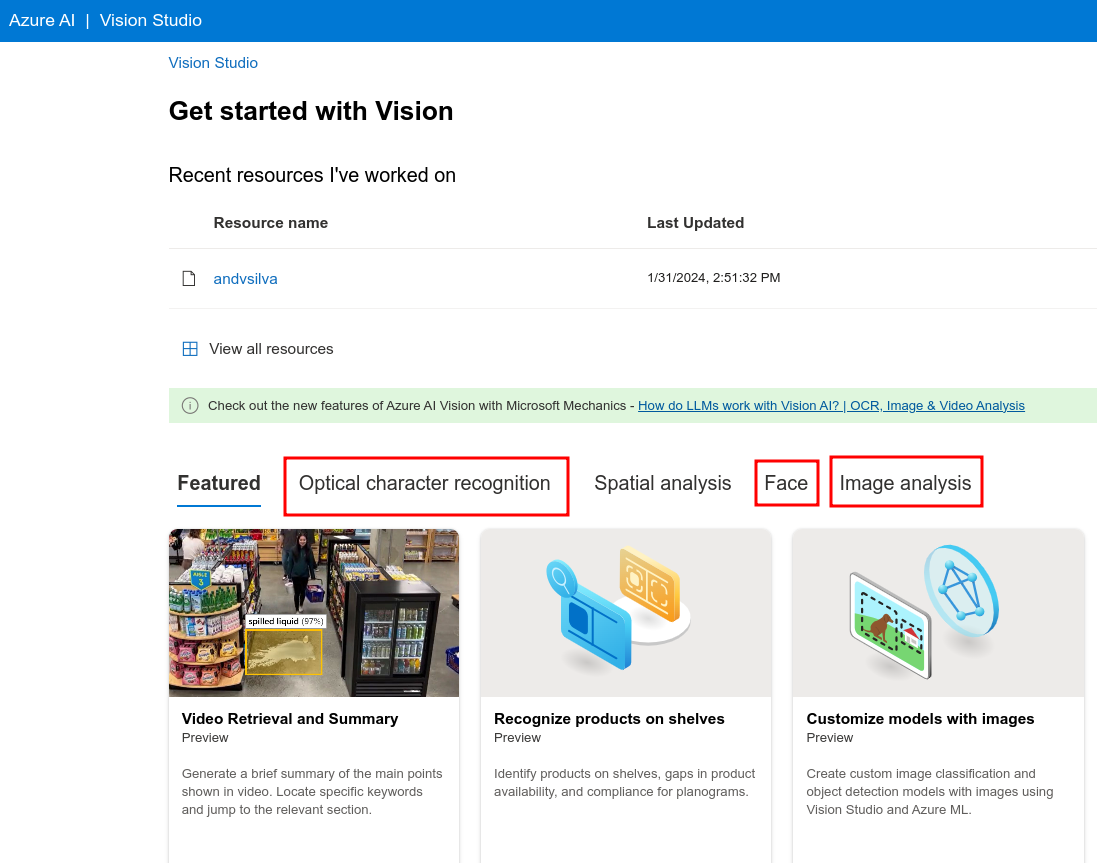 Azure AI | Vision Studio
Vision Studio
Get started with Vision
Recent resources I've worked on
Resource name Last Updated
andvsilva 1/31/2024, 2:51:32 PM
View all resources
Check out the new features of Azure AI Vision with Microsoft Mechanics - How do LLMs work with Vision AI? | OCR, Image & Video Analysis
Featured Optical character recognition Spatial analysis Face Image analysis
AISLE
3
spilled liquid (97%)
Video Retrieval and Summary
Preview
Generate a brief summary of the main points
shown in video. Locate specific keywords
and jump to the relevant section.
Recognize products on shelves
Preview
Identify products on shelves, gaps in product
availability, and compliance for planograms.
Customize models with images
Preview
Create custom image classification and
object detection models with images using
Vision Studio and Azure ML.